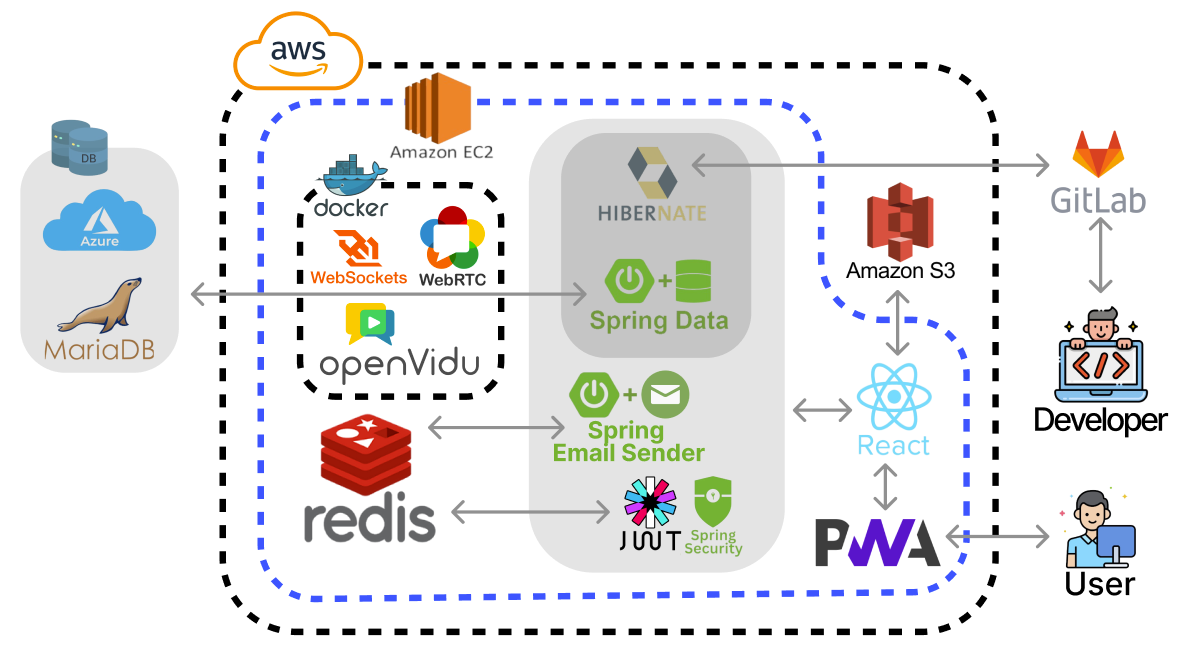 aws
Amazon EC2
DB
Azure
MariaDB
docker
WebSockets
WebRTC
openVidu
HIBERNATE
+
Spring Data
+
Spring
Email Sender
redis
JWT
Spring
Security
Amazon S3
React
PWA
GitLab
</>
Developer
User